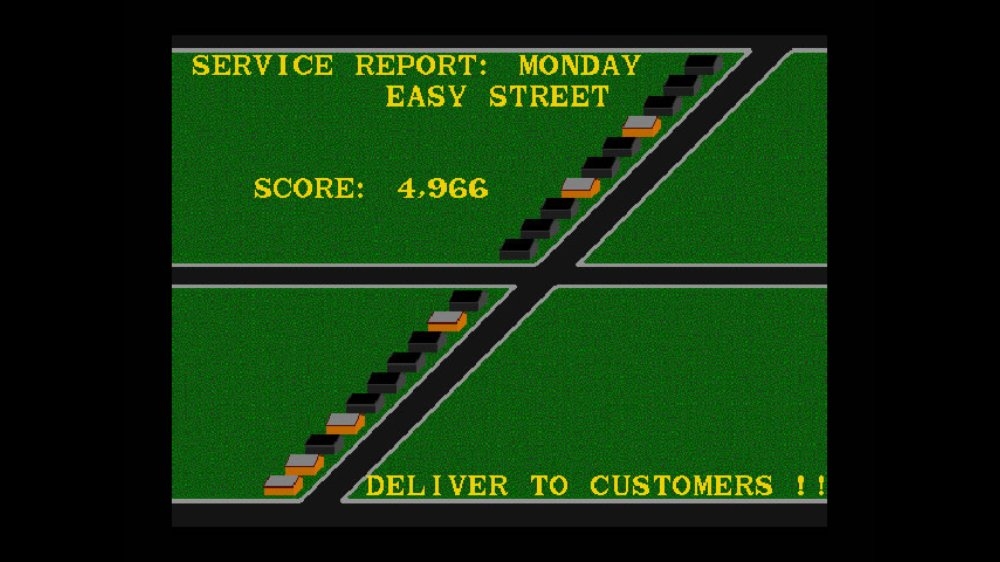 SERVICE REPORT: MONDAY
EASY STREET
SCORE: 4,966
DELIVER TO CUSTOMERS !!